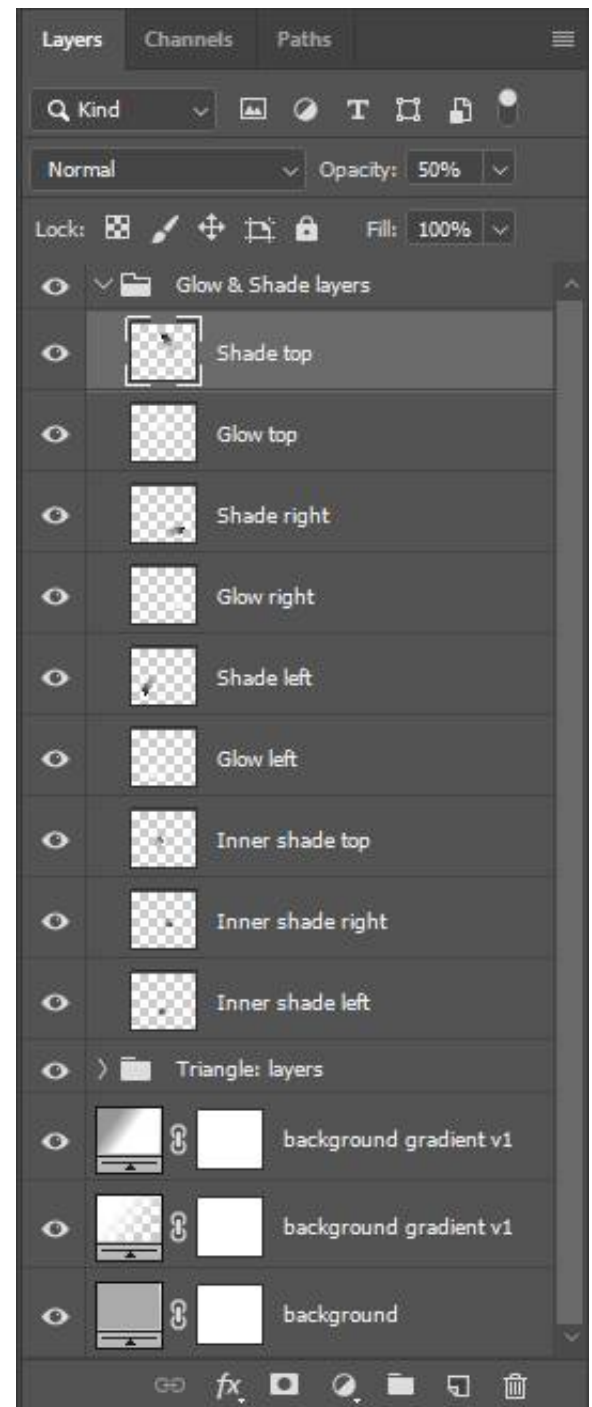 Layers Channels Paths
Kind
Normal Opacity: 50%
Lock: Fill: 100%
Glow & Shade layers
Shade top
Glow top
Shade right
Glow right
Shade left
Glow left
Inner shade top
Inner shade right
Inner shade left
Triangle: layers
background gradient v1
background gradient v1
background
fx